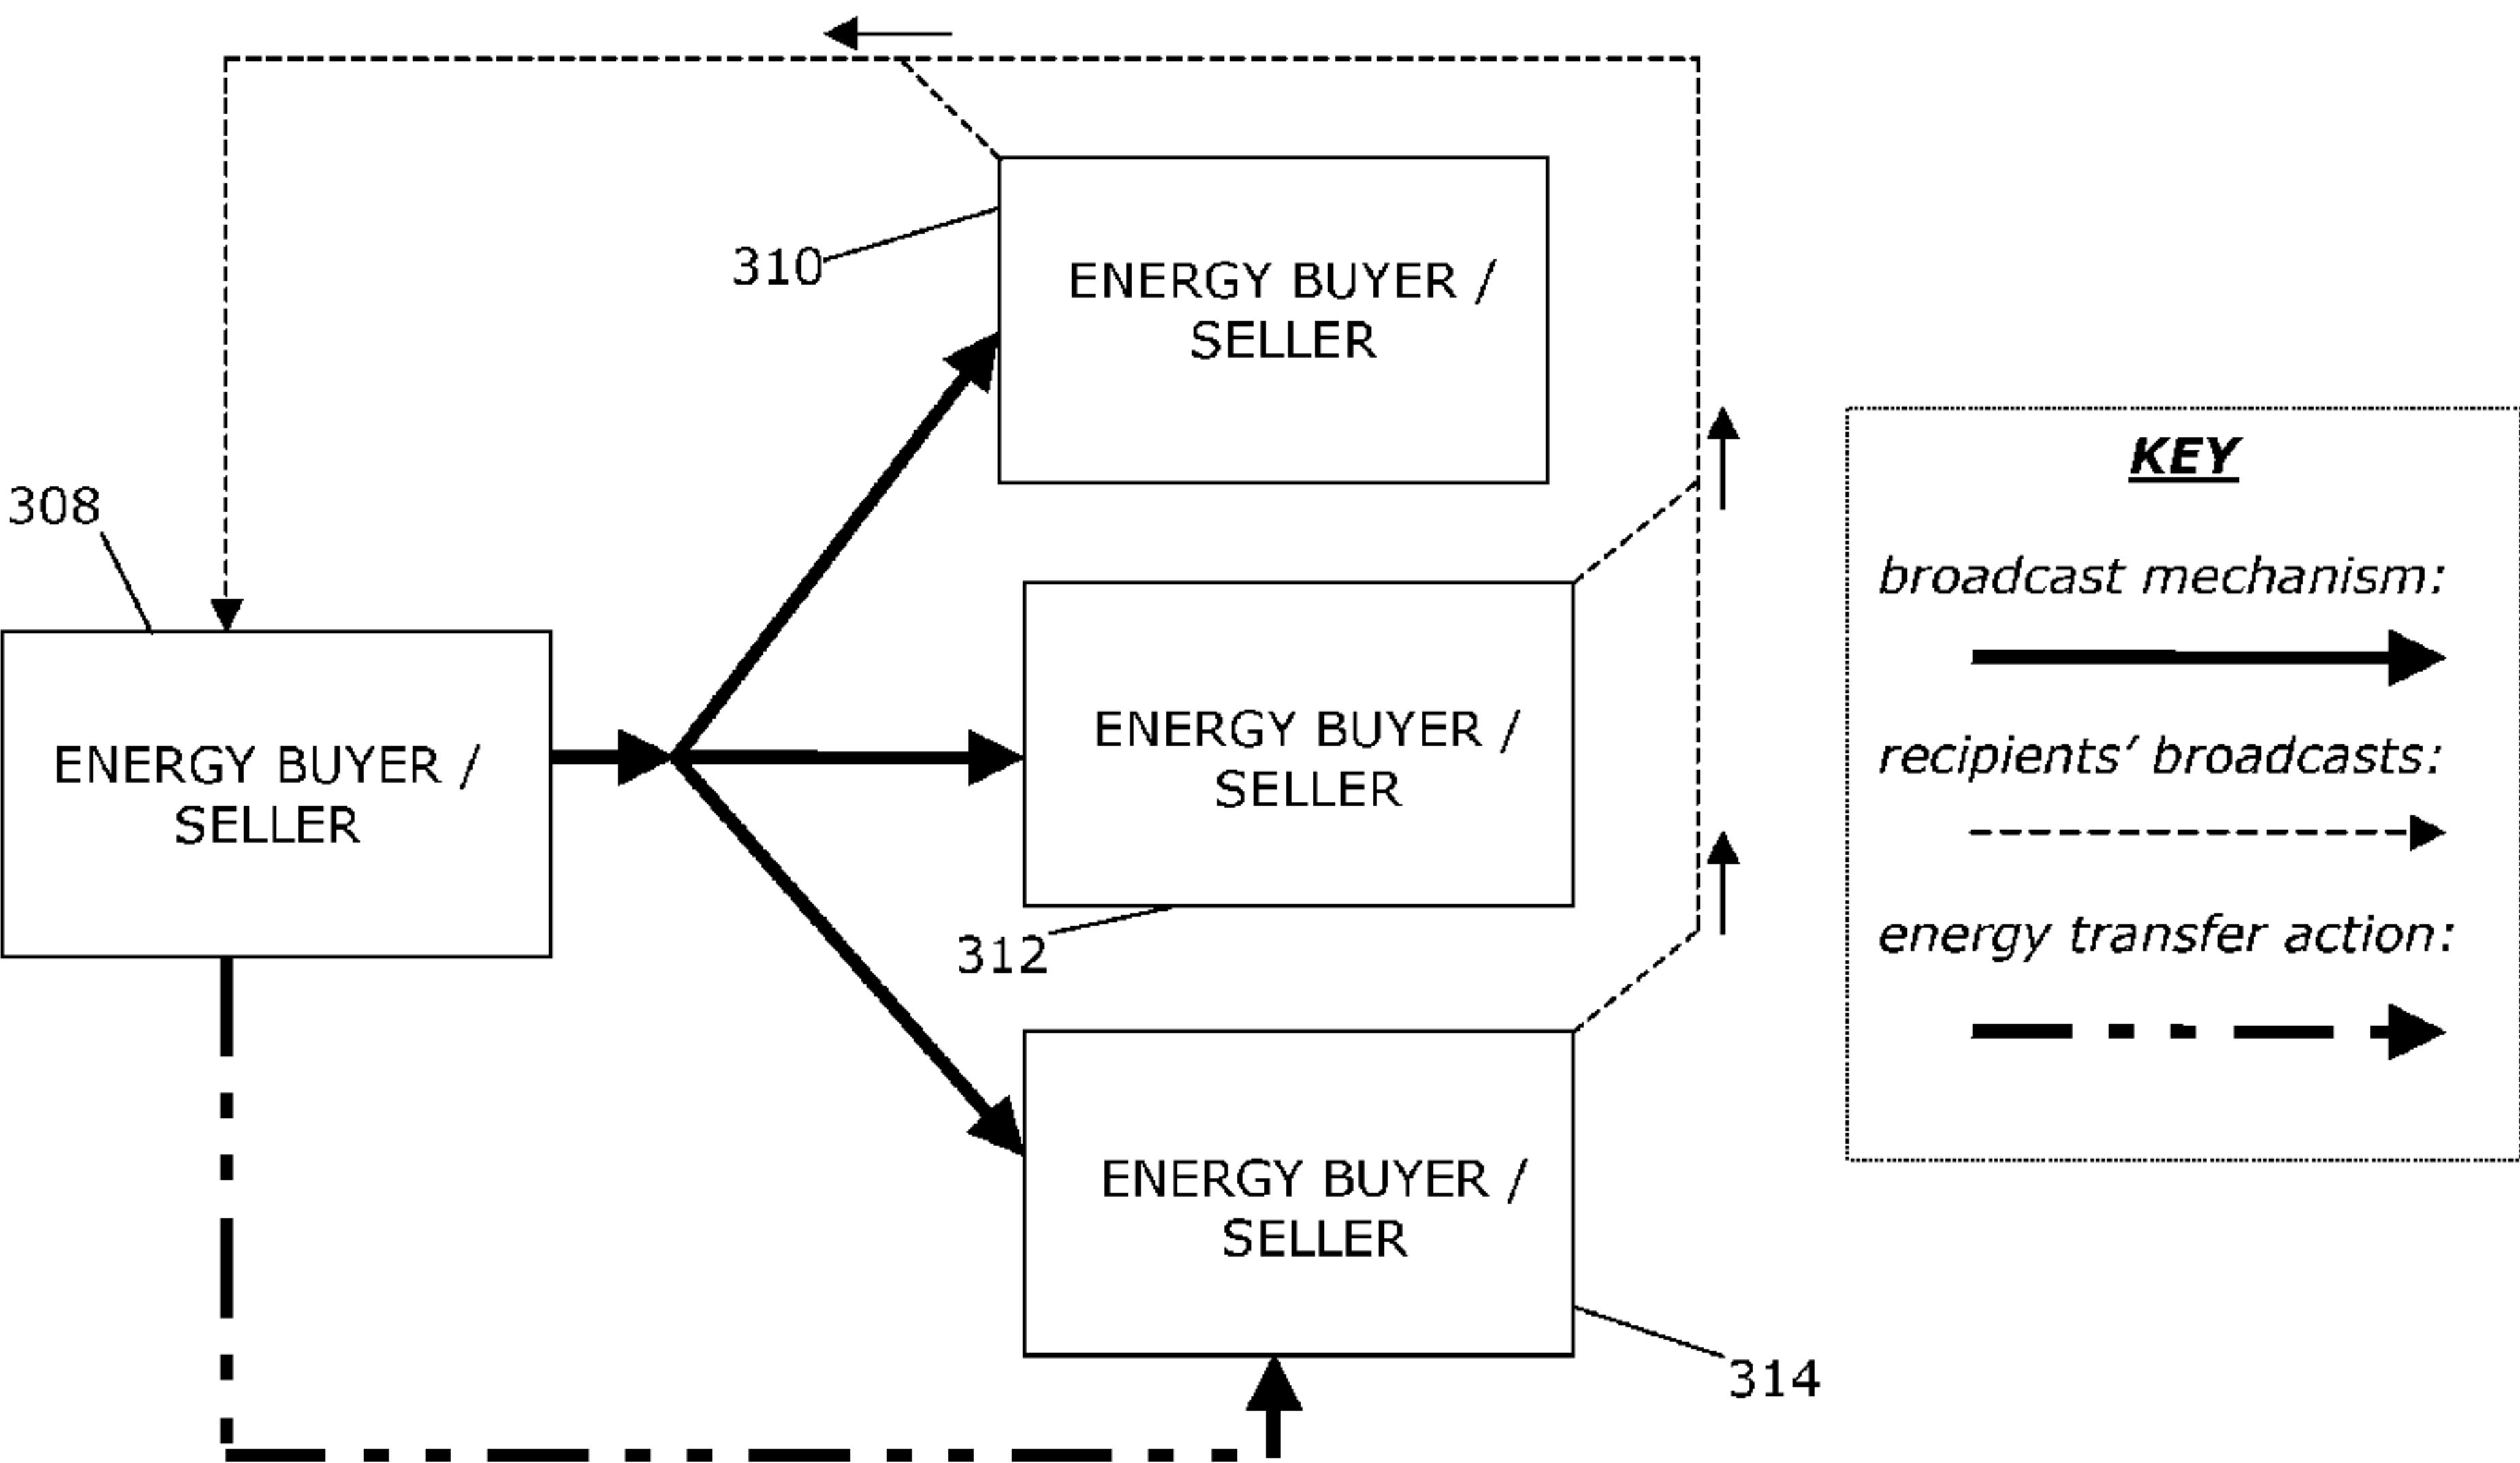 310
ENERGY BUYER /
SELLER
308
ENERGY BUYER /
SELLER
ENERGY BUYER /
SELLER
312
ENERGY BUYER /
SELLER
314
KEY
broadcast mechanism:
recipients’ broadcasts:
energy transfer action: